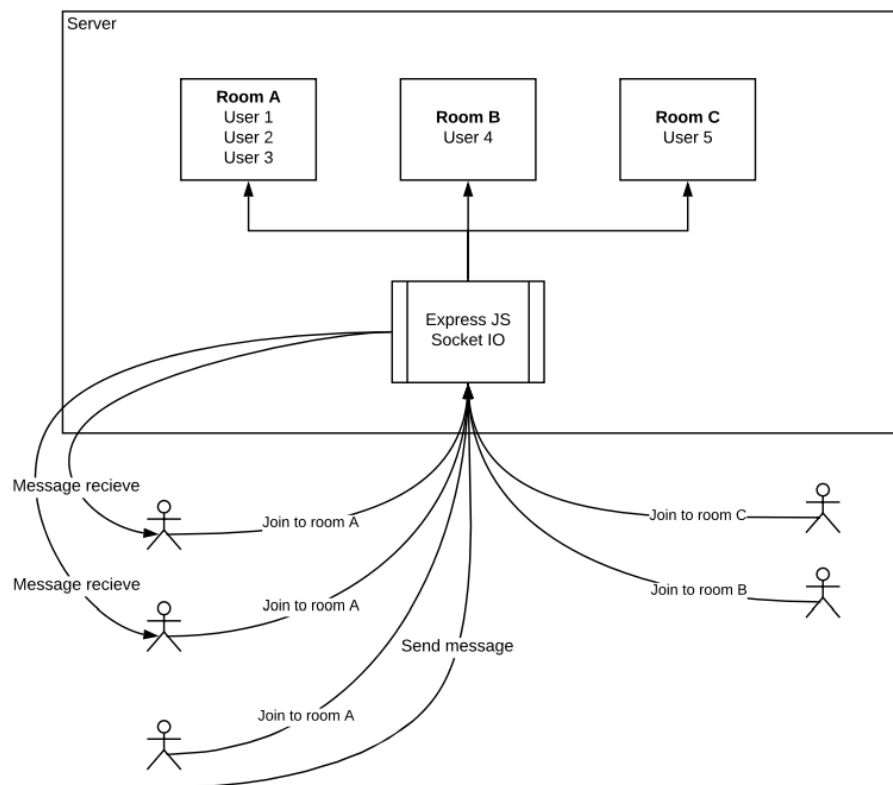 Server
Room A
User 1
User 2
User 3
Room B
User 4
Room C
User 5
Express JS
Socket IO
Message recieve
Join to room A
Join to room C
Message recieve
Join to room A
Join to room B
Send message
Join to room A